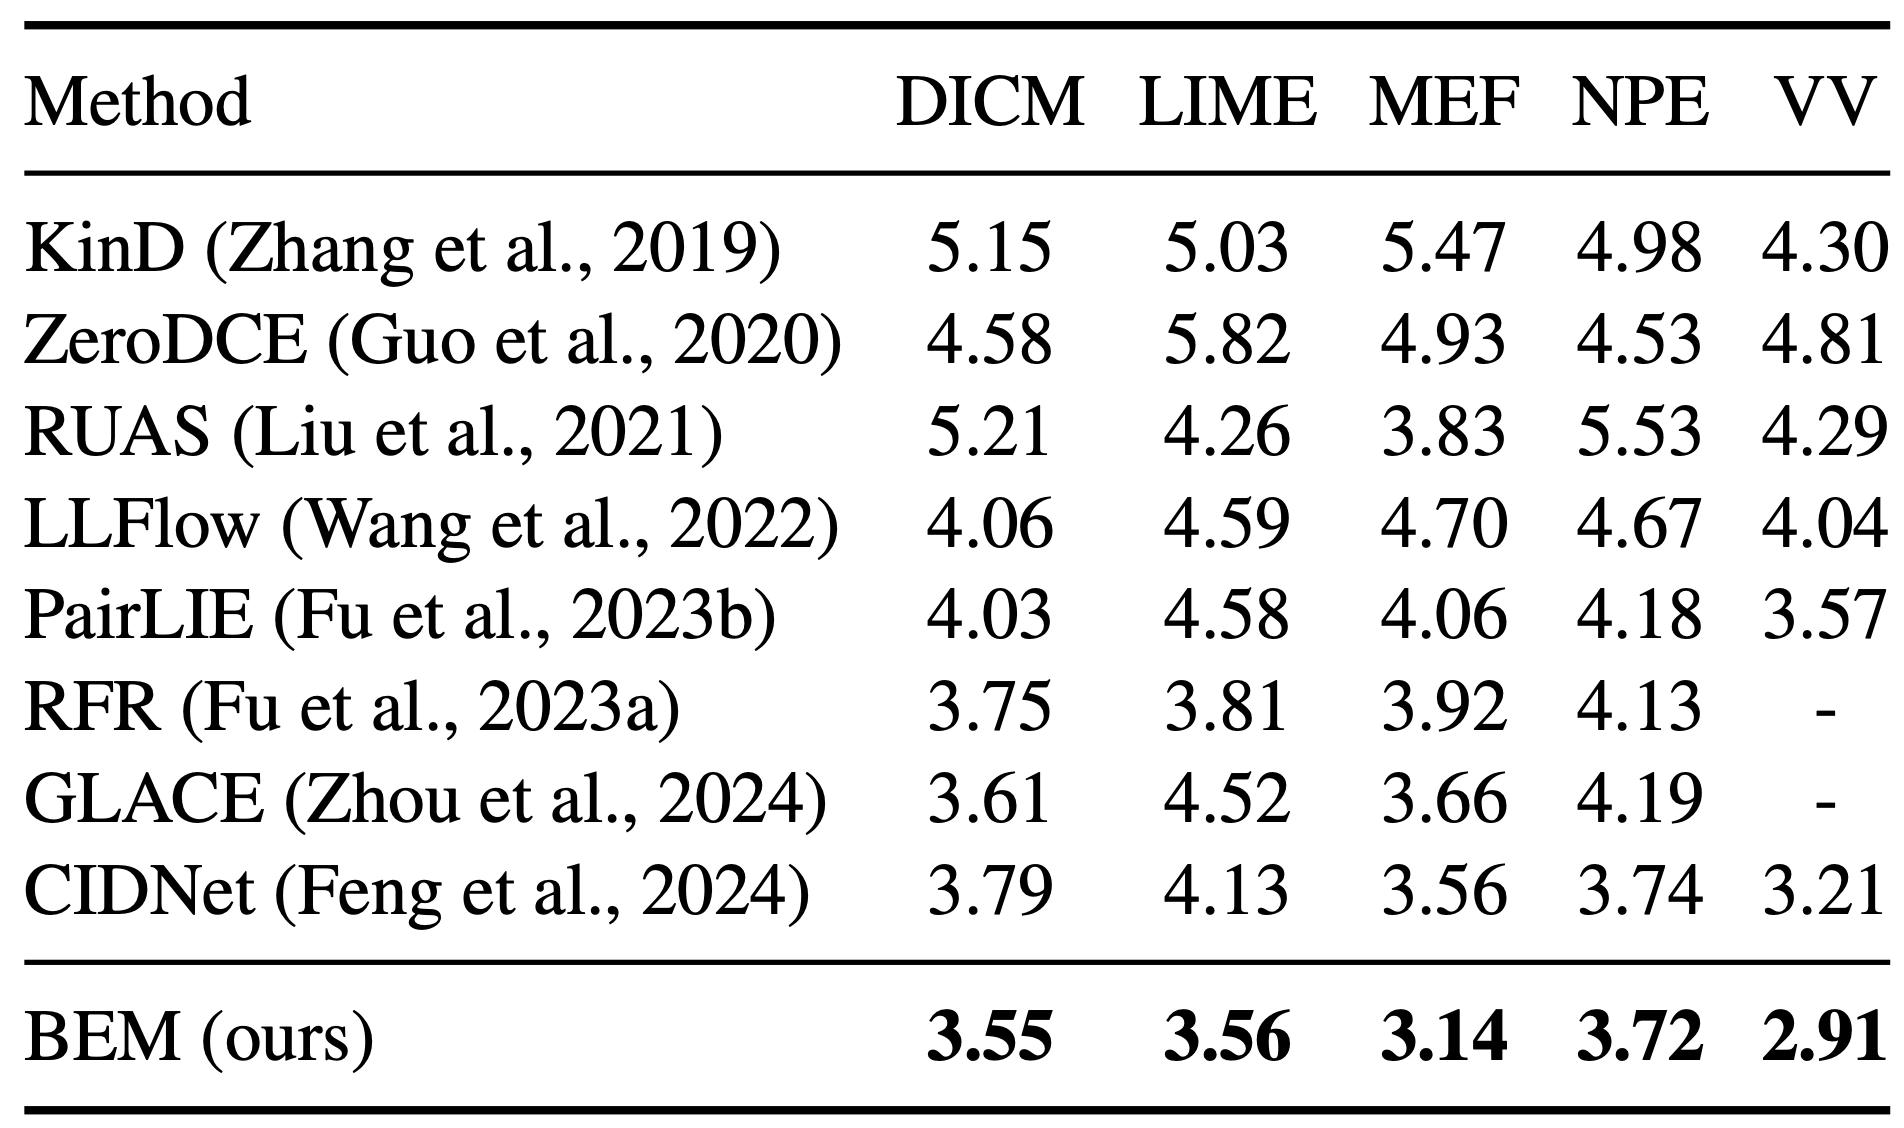 Method DICM LIME MEF NPE VV
KinD (Zhang et al., 2019) 5.15 5.03 5.47 4.98 4.30
ZeroDCE (Guo et al., 2020) 4.58 5.82 4.93 4.53 4.81
RUAS (Liu et al., 2021) 5.21 4.26 3.83 5.53 4.29
LLFlow (Wang et al., 2022) 4.06 4.59 4.70 4.67 4.04
PairLIE (Fu et al., 2023b) 4.03 4.58 4.06 4.18 3.57
RFR (Fu et al., 2023a) 3.75 3.81 3.92 4.13 -
GLACE (Zhou et al., 2024) 3.61 4.52 3.66 4.19 -
CIDNet (Feng et al., 2024) 3.79 4.13 3.56 3.74 3.21
BEM (ours) 3.55 3.56 3.14 3.72 2.91